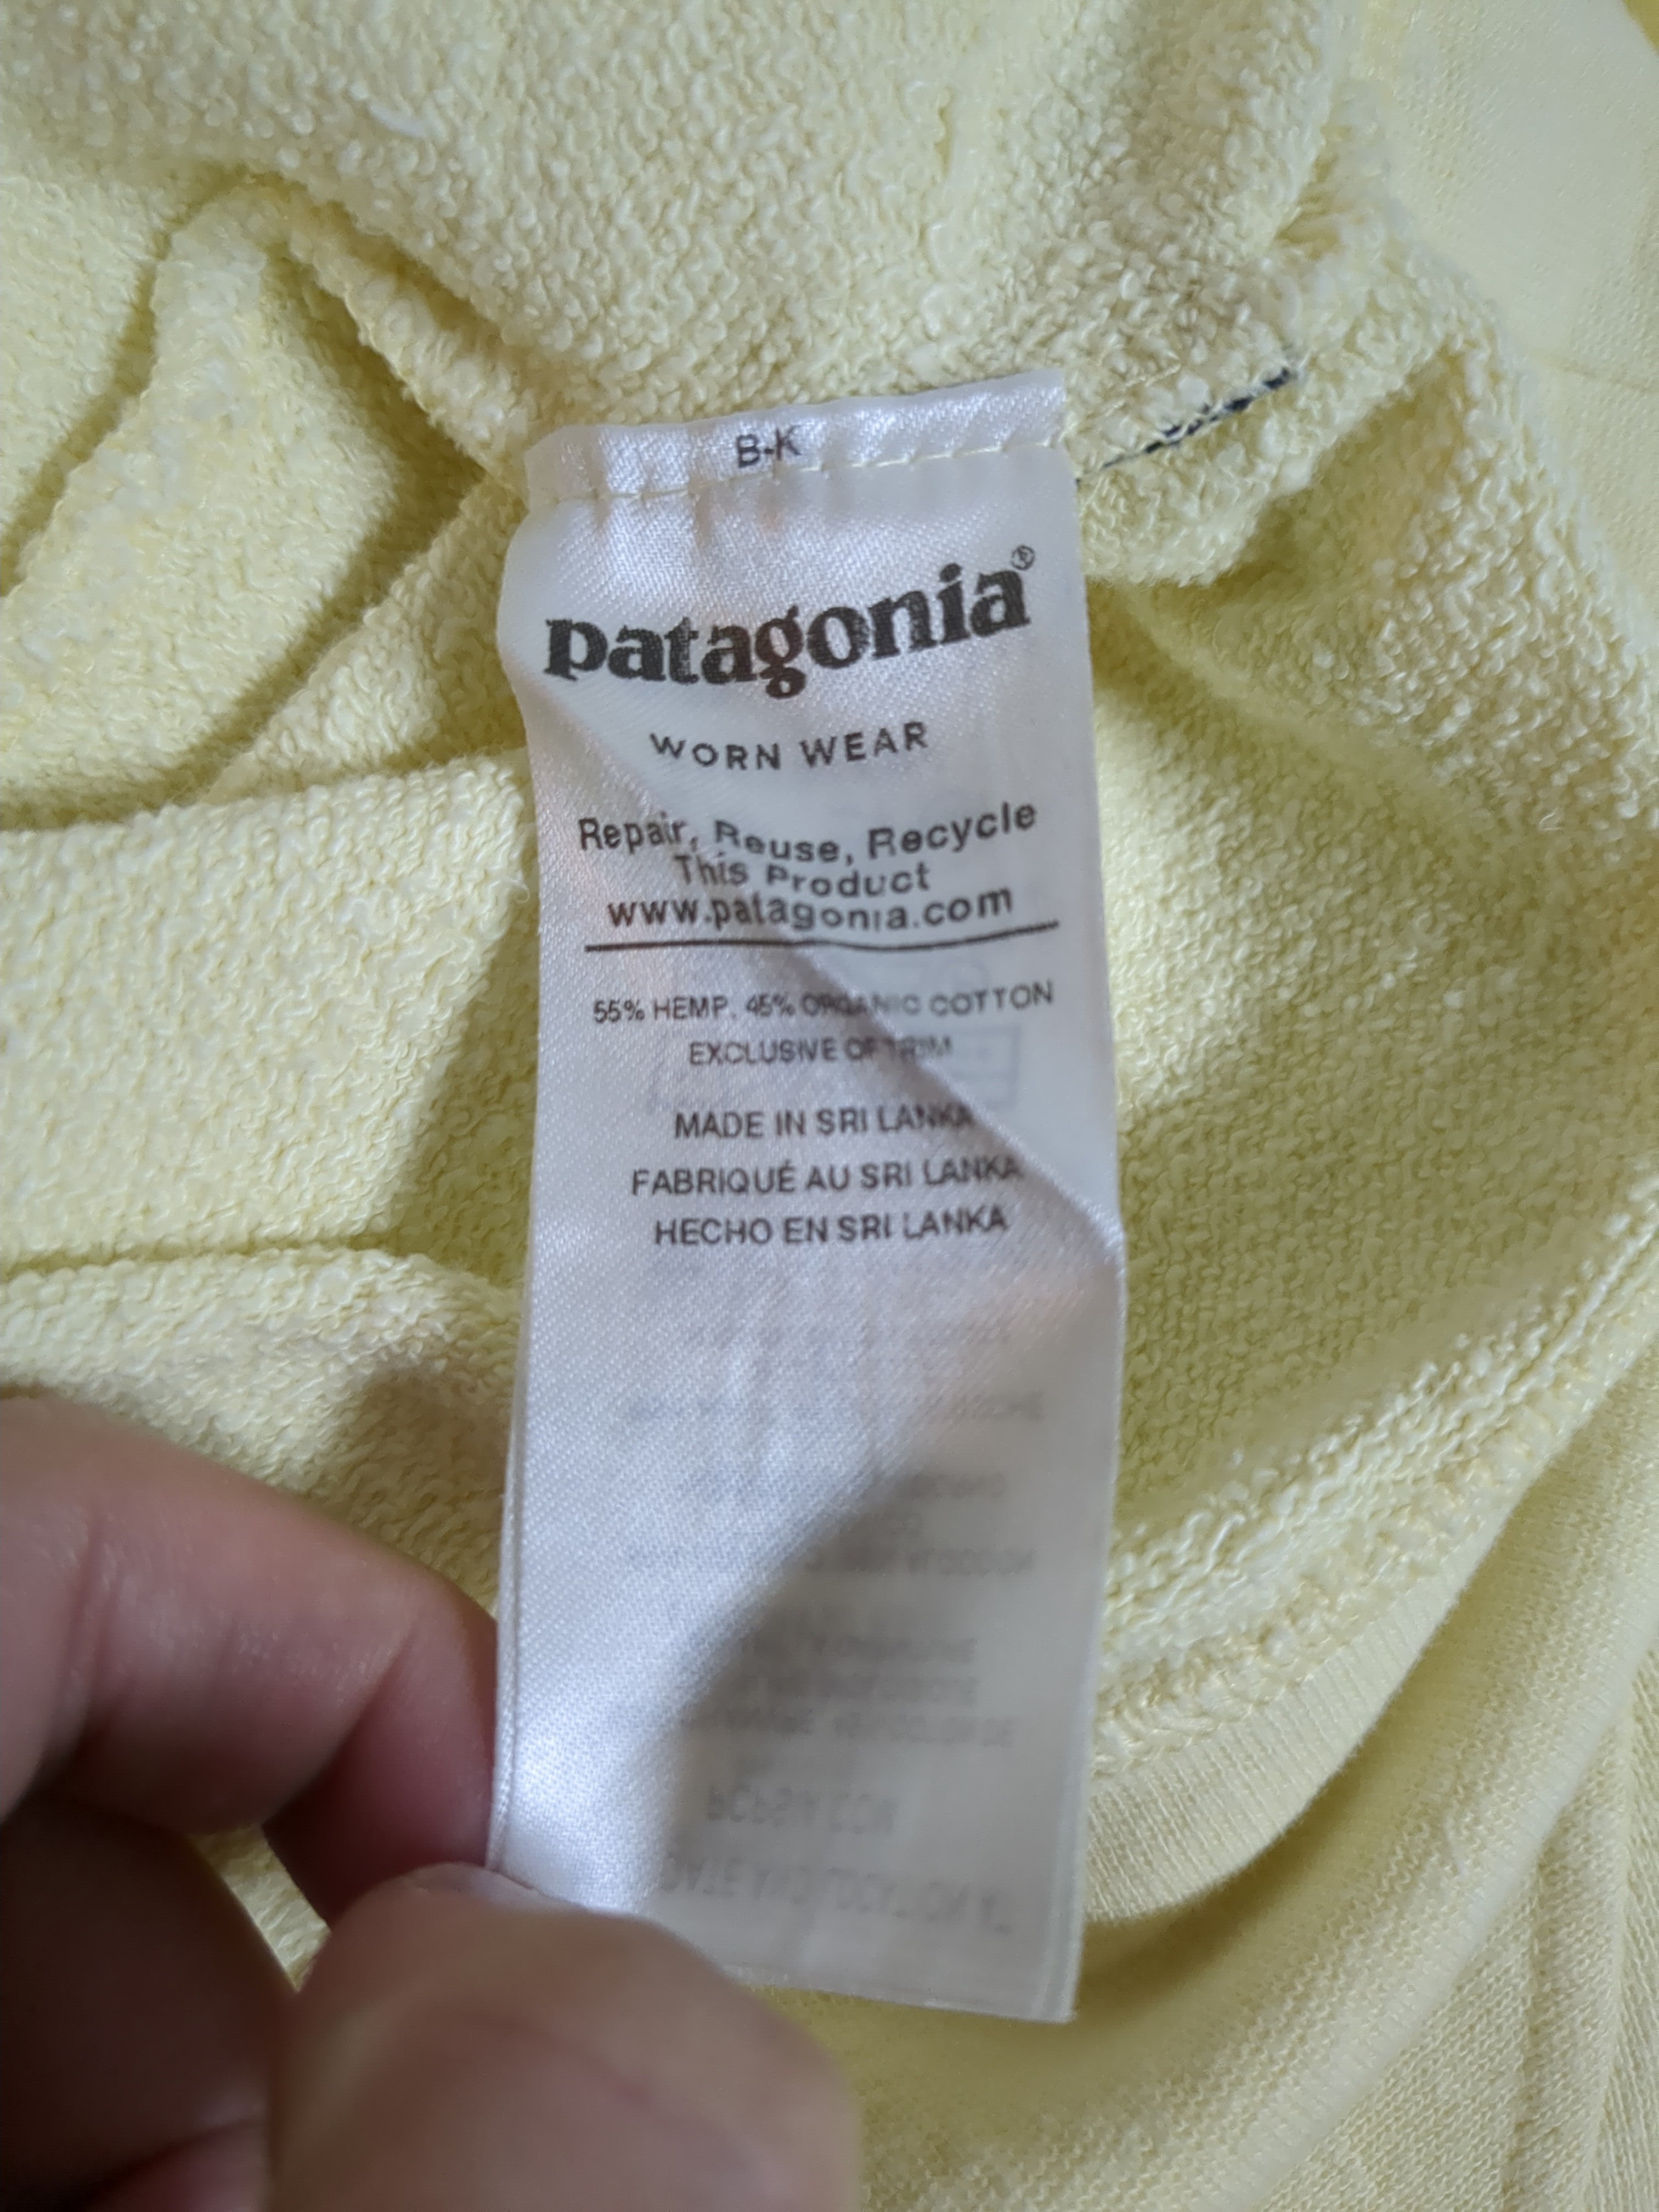 B-K
patagonia®
WORN WEAR
Repair, Reuse, Recycle
This Product
www.patagonia.com
55% HEMP, 45% ORGANIC COTTON
EXCLUSIVE OF TRIM
MADE IN SRI LANKA
FABRIQUÉ AU SRI LANKA
HECHO EN SRI LANKA